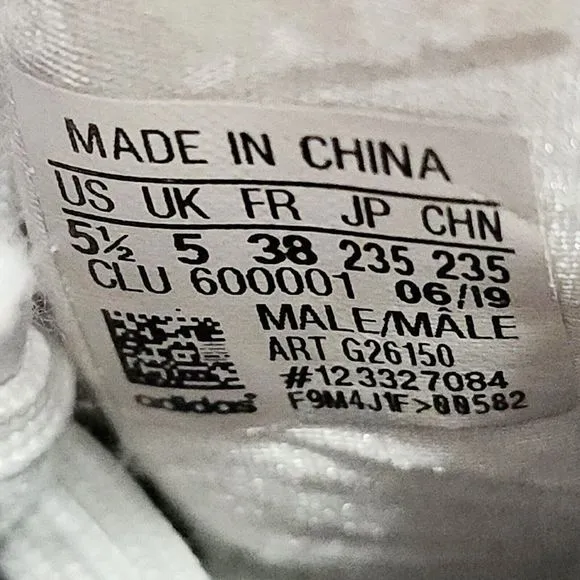 MADE IN CHINA
US UK FR JP CHN
5½ 5 38 235 235
CLU 600001 06/19
MALE/MÂLE
ART G26150
#123327084
adidas F9M4J1F>00582